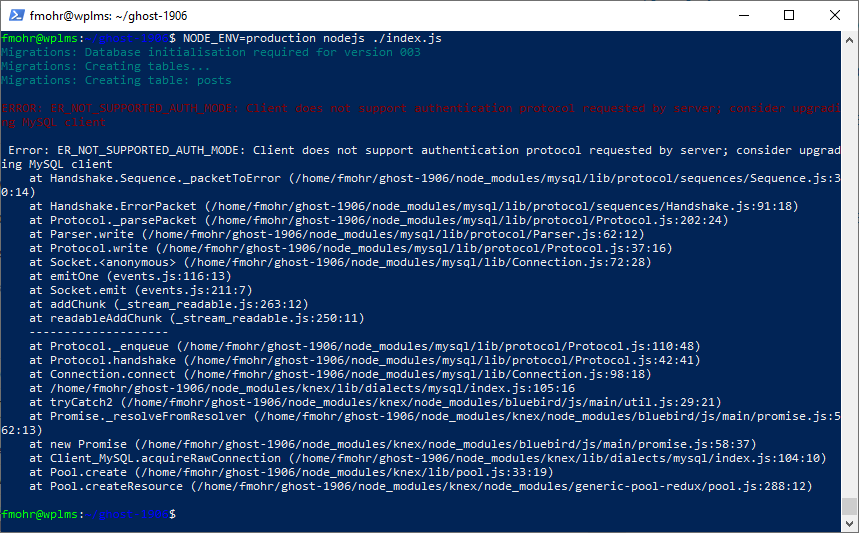 fmohr@wplms: ~/ghost-1906
fmohr@wplms:~/ghost-1906$ NODE_ENV=production nodejs ./index.js
Migrations: Database initialisation required for version 003
Migrations: Creating tables...
Migrations: Creating table: posts
ERROR: ER_NOT_SUPPORTED_AUTH_MODE: Client does not support authentication protocol requested by server; consider upgradi
ng MySQL client
Error: ER_NOT_SUPPORTED_AUTH_MODE: Client does not support authentication protocol requested by server; consider upgrad
ing MySQL client
at Handshake.Sequence._packetToError (/home/fmohr/ghost-1906/node_modules/mysql/lib/protocol/sequences/Sequence.js:3
0:14)
at Handshake.ErrorPacket (/home/fmohr/ghost-1906/node_modules/mysql/lib/protocol/sequences/Handshake.js:91:18)
at Protocol._parsePacket (/home/fmohr/ghost-1906/node_modules/mysql/lib/protocol/Protocol.js:202:24)
at Parser.write (/home/fmohr/ghost-1906/node_modules/mysql/lib/protocol/Parser.js:62:12)
at Protocol.write (/home/fmohr/ghost-1906/node_modules/mysql/lib/protocol/Protocol.js:37:16)
at Socket.<anonymous> (/home/fmohr/ghost-1906/node_modules/mysql/lib/Connection.js:72:28)
at emitOne (events.js:116:13)
at Socket.emit (events.js:211:7)
at addChunk (_stream_readable.js:263:12)
at readableAddChunk (_stream_readable.js:250:11)
--------------------
at Protocol._enqueue (/home/fmohr/ghost-1906/node_modules/mysql/lib/protocol/Protocol.js:110:48)
at Protocol.handshake (/home/fmohr/ghost-1906/node_modules/mysql/lib/protocol/Protocol.js:42:41)
at Connection.connect (/home/fmohr/ghost-1906/node_modules/mysql/lib/Connection.js:98:18)
at /home/fmohr/ghost-1906/node_modules/knex/lib/dialects/mysql/index.js:105:16
at tryCatch2 (/home/fmohr/ghost-1906/node_modules/knex/node_modules/bluebird/js/main/util.js:29:21)
at Promise._resolveFromResolver (/home/fmohr/ghost-1906/node_modules/knex/node_modules/bluebird/js/main/promise.js:5
62:13)
at new Promise (/home/fmohr/ghost-1906/node_modules/knex/node_modules/bluebird/js/main/promise.js:58:37)
at Client_MySQL.acquireRawConnection (/home/fmohr/ghost-1906/node_modules/knex/lib/dialects/mysql/index.js:104:10)
at Pool.create (/home/fmohr/ghost-1906/node_modules/knex/lib/pool.js:33:19)
at Pool.createResource (/home/fmohr/ghost-1906/node_modules/knex/node_modules/generic-pool-redux/pool.js:288:12)
fmohr@wplms:~/ghost-1906$